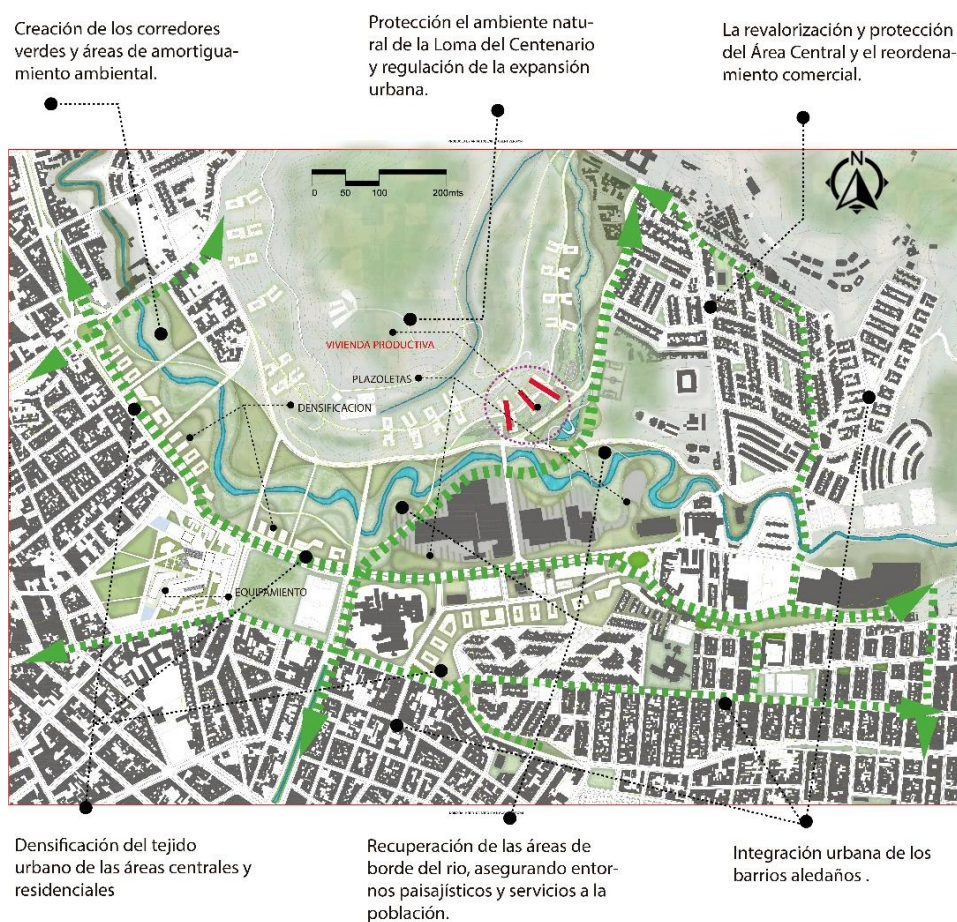 Creación de los corredores
verdes y áreas de amortigua-
miento ambiental.
Protección el ambiente natu-
ral de la Loma del Centenario
y regulación de la expansión
urbana.
La revalorización y protección
del Área Central y el reordena-
miento comercial.
0 50 100 200mts
N
VIVIENDA PRODUCTIVA
PLAZOLETAS
DENSIFICACION
EQUIPAMIENTO
Densificación del tejido
urbano de las áreas centrales y
residenciales
Recuperación de las áreas de
borde del rio, asegurando entor-
nos paisajísticos y servicios a la
población.
Integración urbana de los
barrios aledaños .